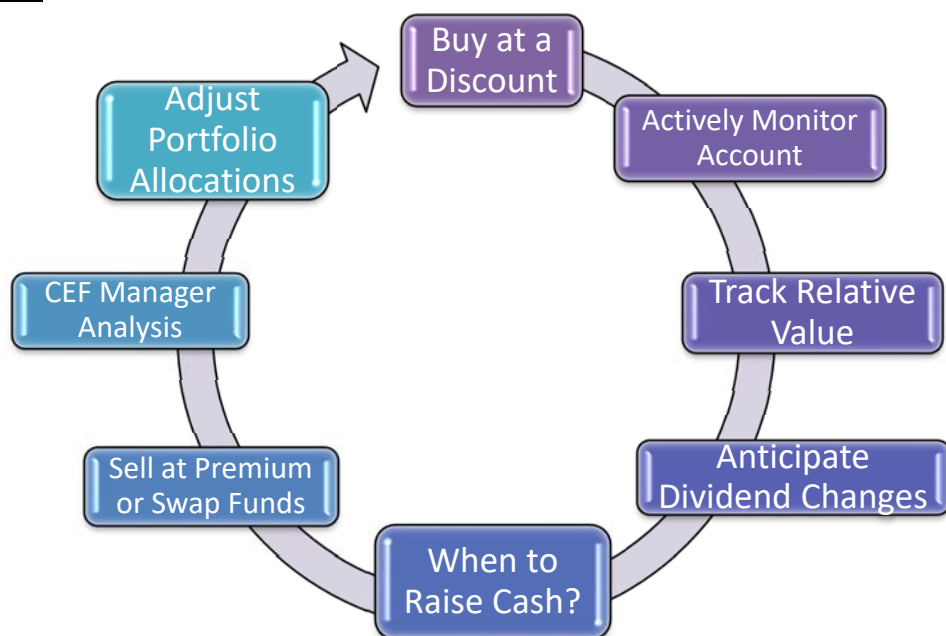 Buy at a
Discount
Actively Monitor
Account
Track Relative
Value
Anticipate
Dividend Changes
When to
Raise Cash?
Sell at Premium
or Swap Funds
CEF Manager
Analysis
Adjust
Portfolio
Allocations